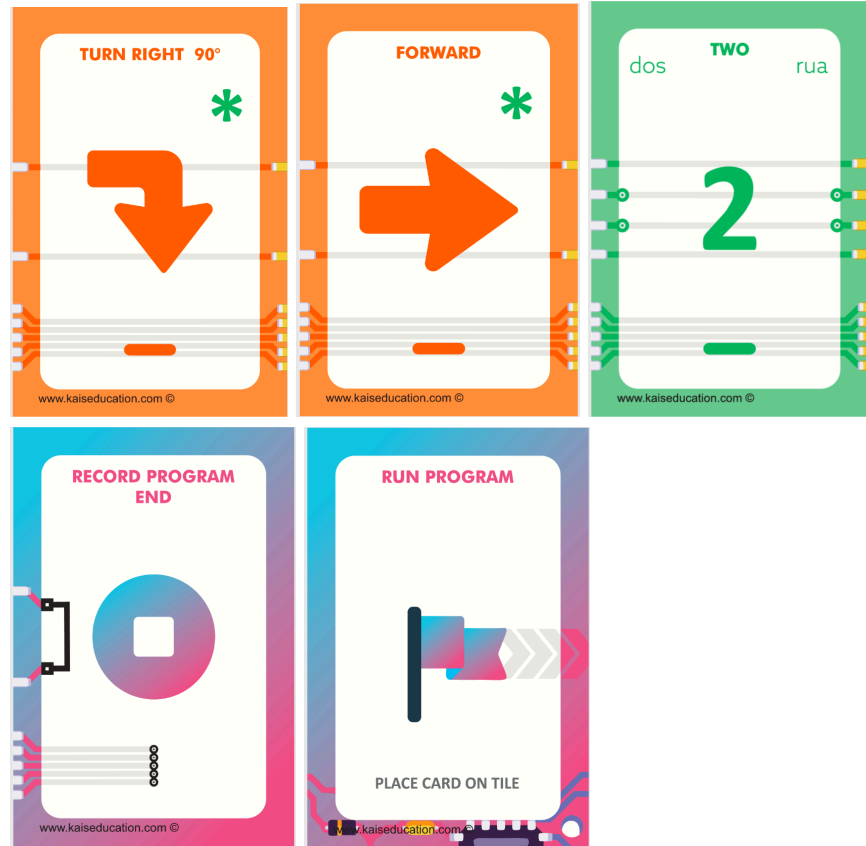 TURN RIGHT 90°
*
www.kaiseducation.com ©
FORWARD
*
www.kaiseducation.com ©
TWO
dos rua
2
www.kaiseducation.com ©
RECORD PROGRAM
END
www.kaiseducation.com ©
RUN PROGRAM
PLACE CARD ON TILE
www.kaiseducation.com ©